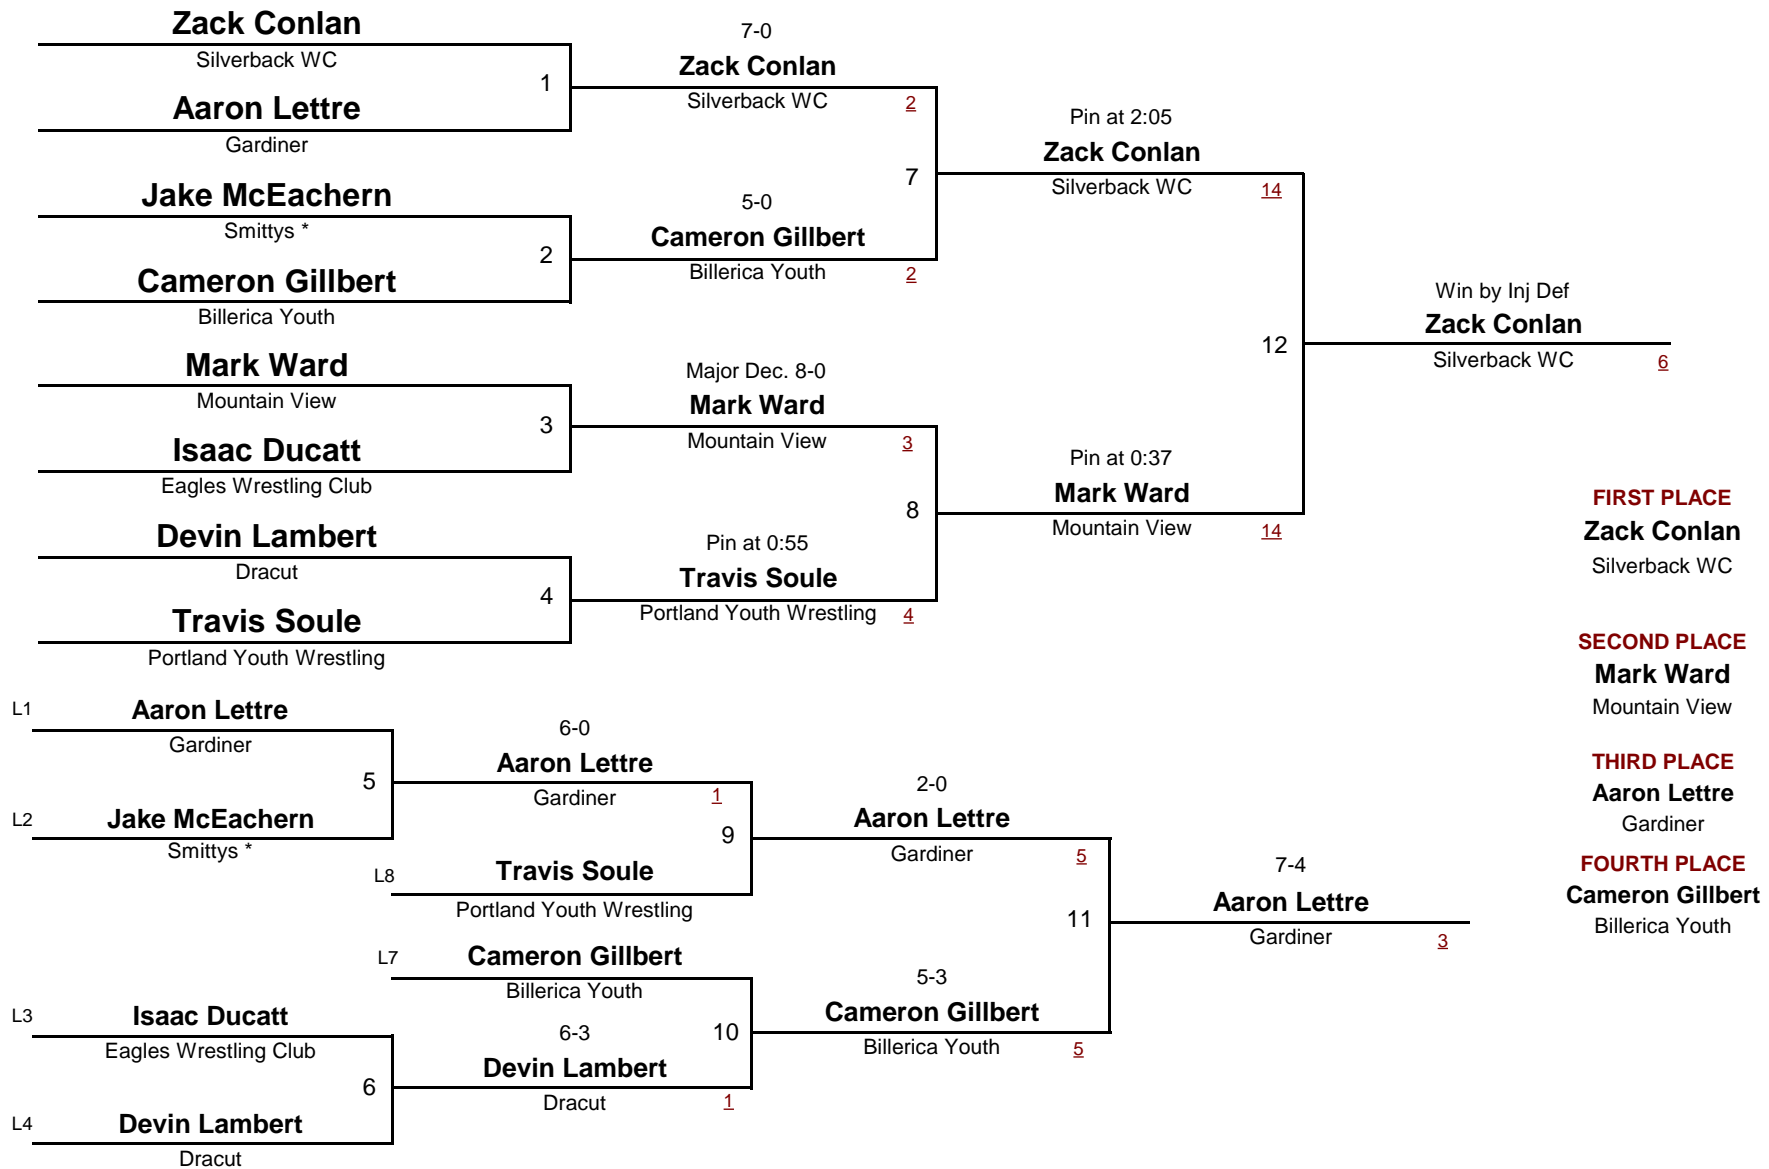 Zack Conlan
Silverback WC
1
Aaron Lettre
Gardiner
Jake McEachern
Smittys *
2
Cameron Gillbert
Billerica Youth
Mark Ward
Mountain View
3
Isaac Ducatt
Eagles Wrestling Club
Devin Lambert
Dracut
4
Travis Soule
Portland Youth Wrestling
7-0
Zack Conlan
Silverback WC 2
7
5-0
Cameron Gillbert
Billerica Youth 2
Major Dec. 8-0
Mark Ward
Mountain View 3
8
Pin at 0:55
Travis Soule
Portland Youth Wrestling 4
Pin at 2:05
Zack Conlan
Silverback WC 14
12
Pin at 0:37
Mark Ward
Mountain View 14
Win by Inj Def
Zack Conlan
Silverback WC 6
FIRST PLACE
Zack Conlan
Silverback WC
SECOND PLACE
Mark Ward
Mountain View
THIRD PLACE
Aaron Lettre
Gardiner
FOURTH PLACE
Cameron Gillbert
Billerica Youth
L1 Aaron Lettre
Gardiner
5
L2 Jake McEachern
Smittys *
L3 Isaac Ducatt
Eagles Wrestling Club
6
L4 Devin Lambert
Dracut
6-0
Aaron Lettre
Gardiner 1
9
L8 Travis Soule
Portland Youth Wrestling
L7 Cameron Gillbert
Billerica Youth
10
6-3
Devin Lambert
Dracut 1
2-0
Aaron Lettre
Gardiner 5
11
5-3
Cameron Gillbert
Billerica Youth 5
7-4
Aaron Lettre
Gardiner 3